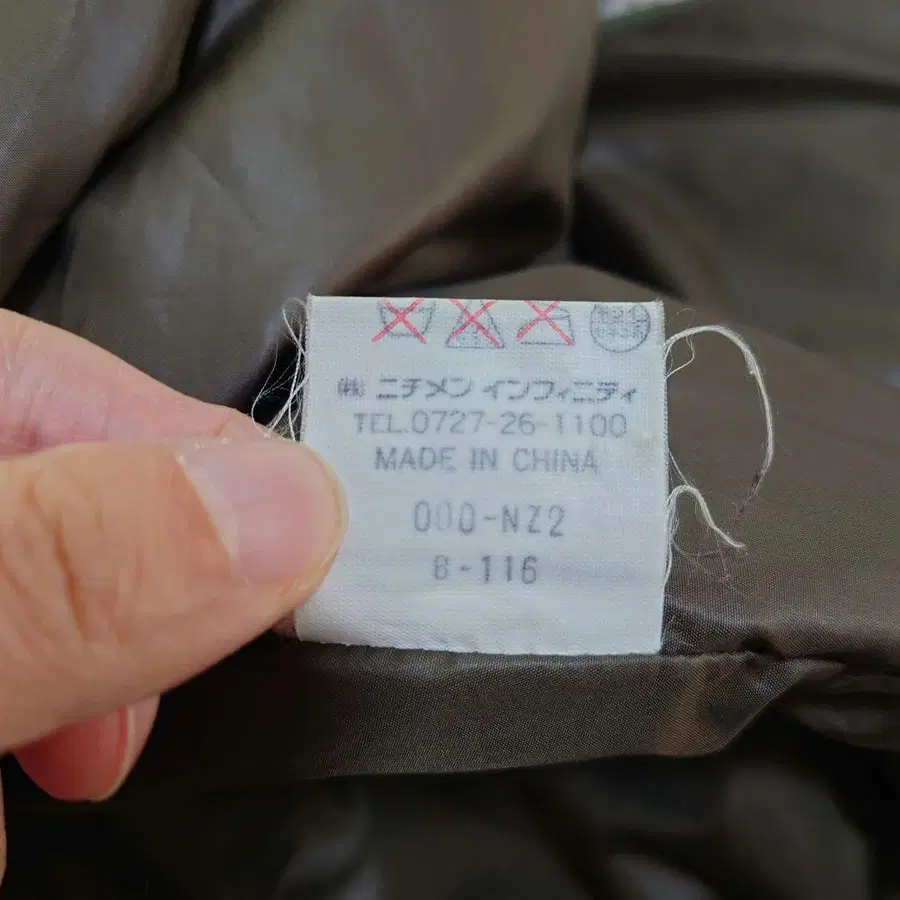 ㈱ ニチメン インフィニティ
TEL.0727-26-1100
MADE IN CHINA
000-NZ2
B-116